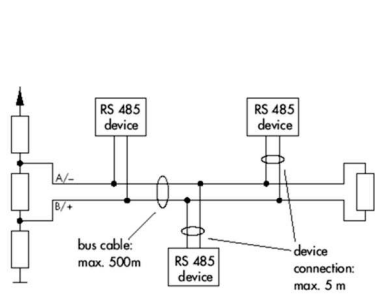 RS 485
device
RS 485
device
A/–
B/+
bus cable:
max. 500m
RS 485
device
device
connection:
max. 5 m